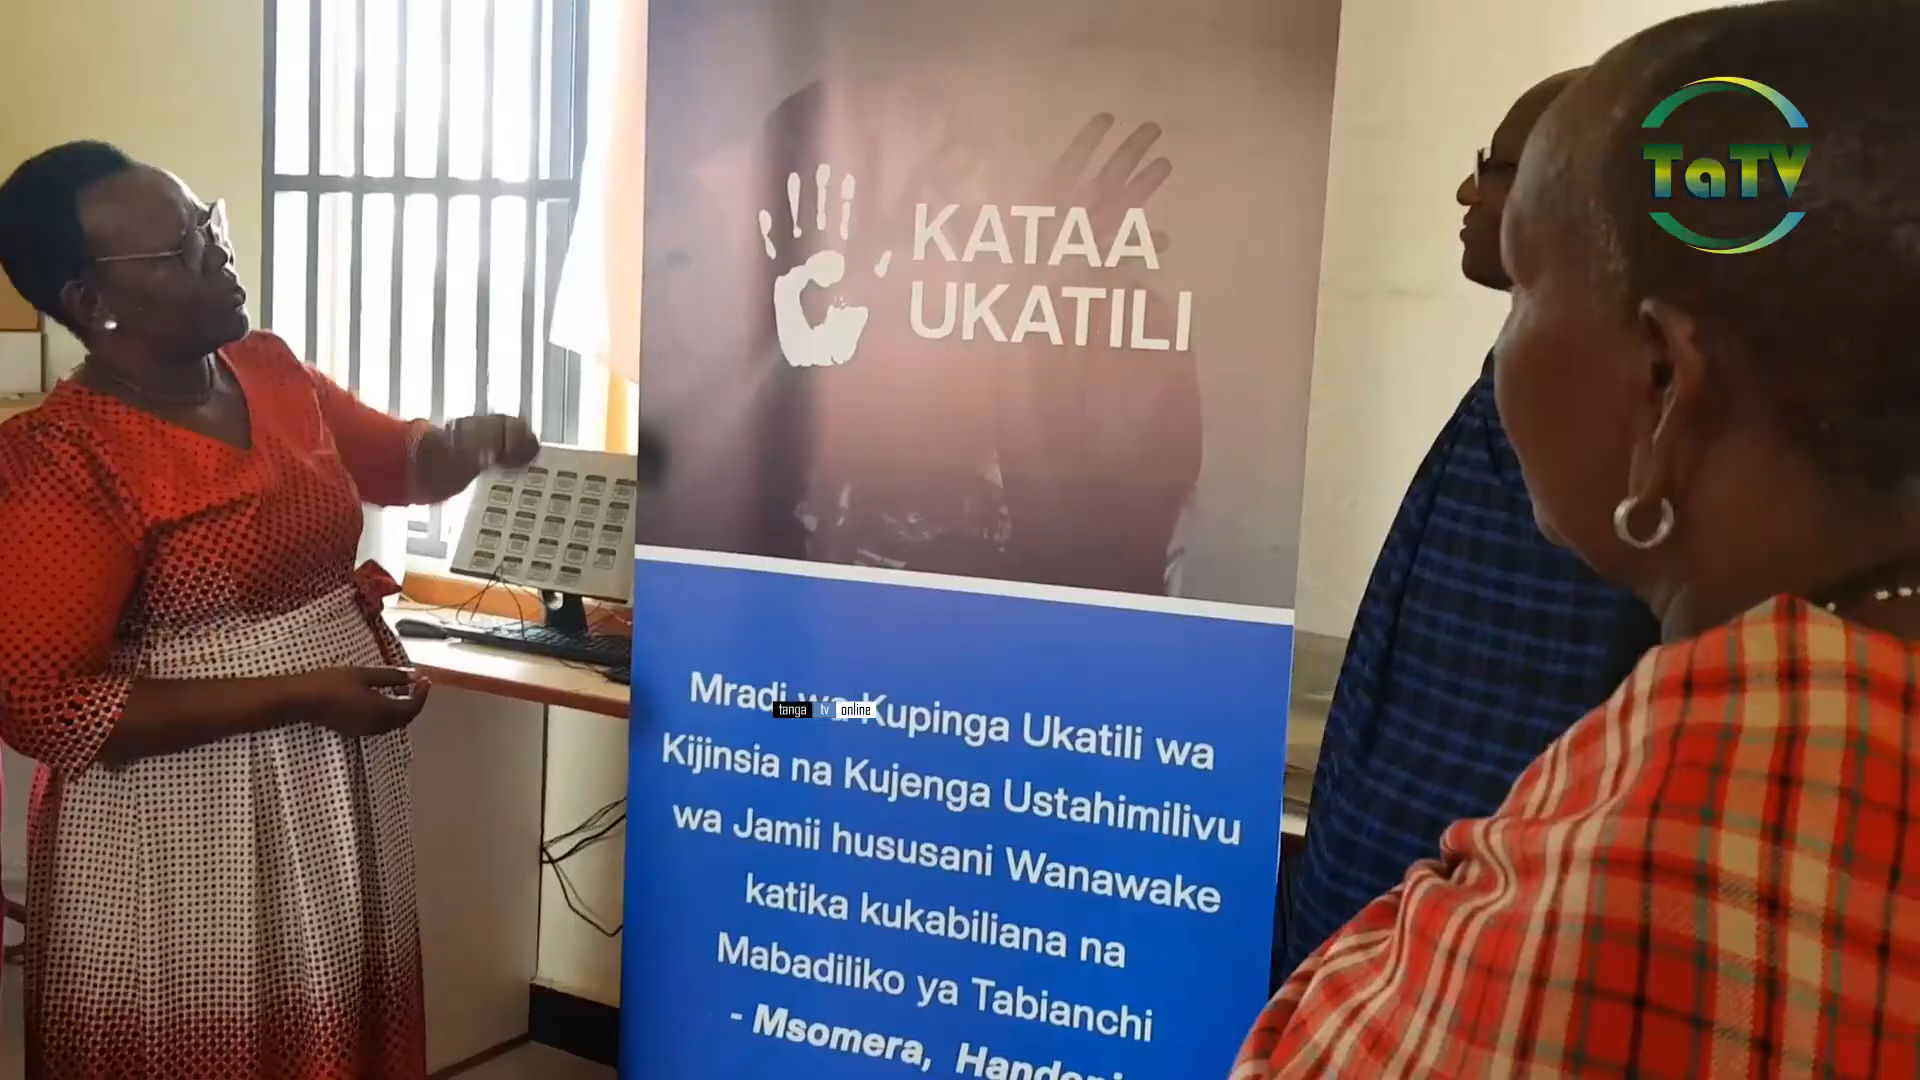 TaTV
KATAA
UKATILI
Mradi wa Kupinga Ukatili wa
tanga tv online
Kijinsia na Kujenga Ustahimilivu
wa Jamii hususani Wanawake
katika kukabiliana na
Mabadiliko ya Tabianchi
- Msomera, Handeni